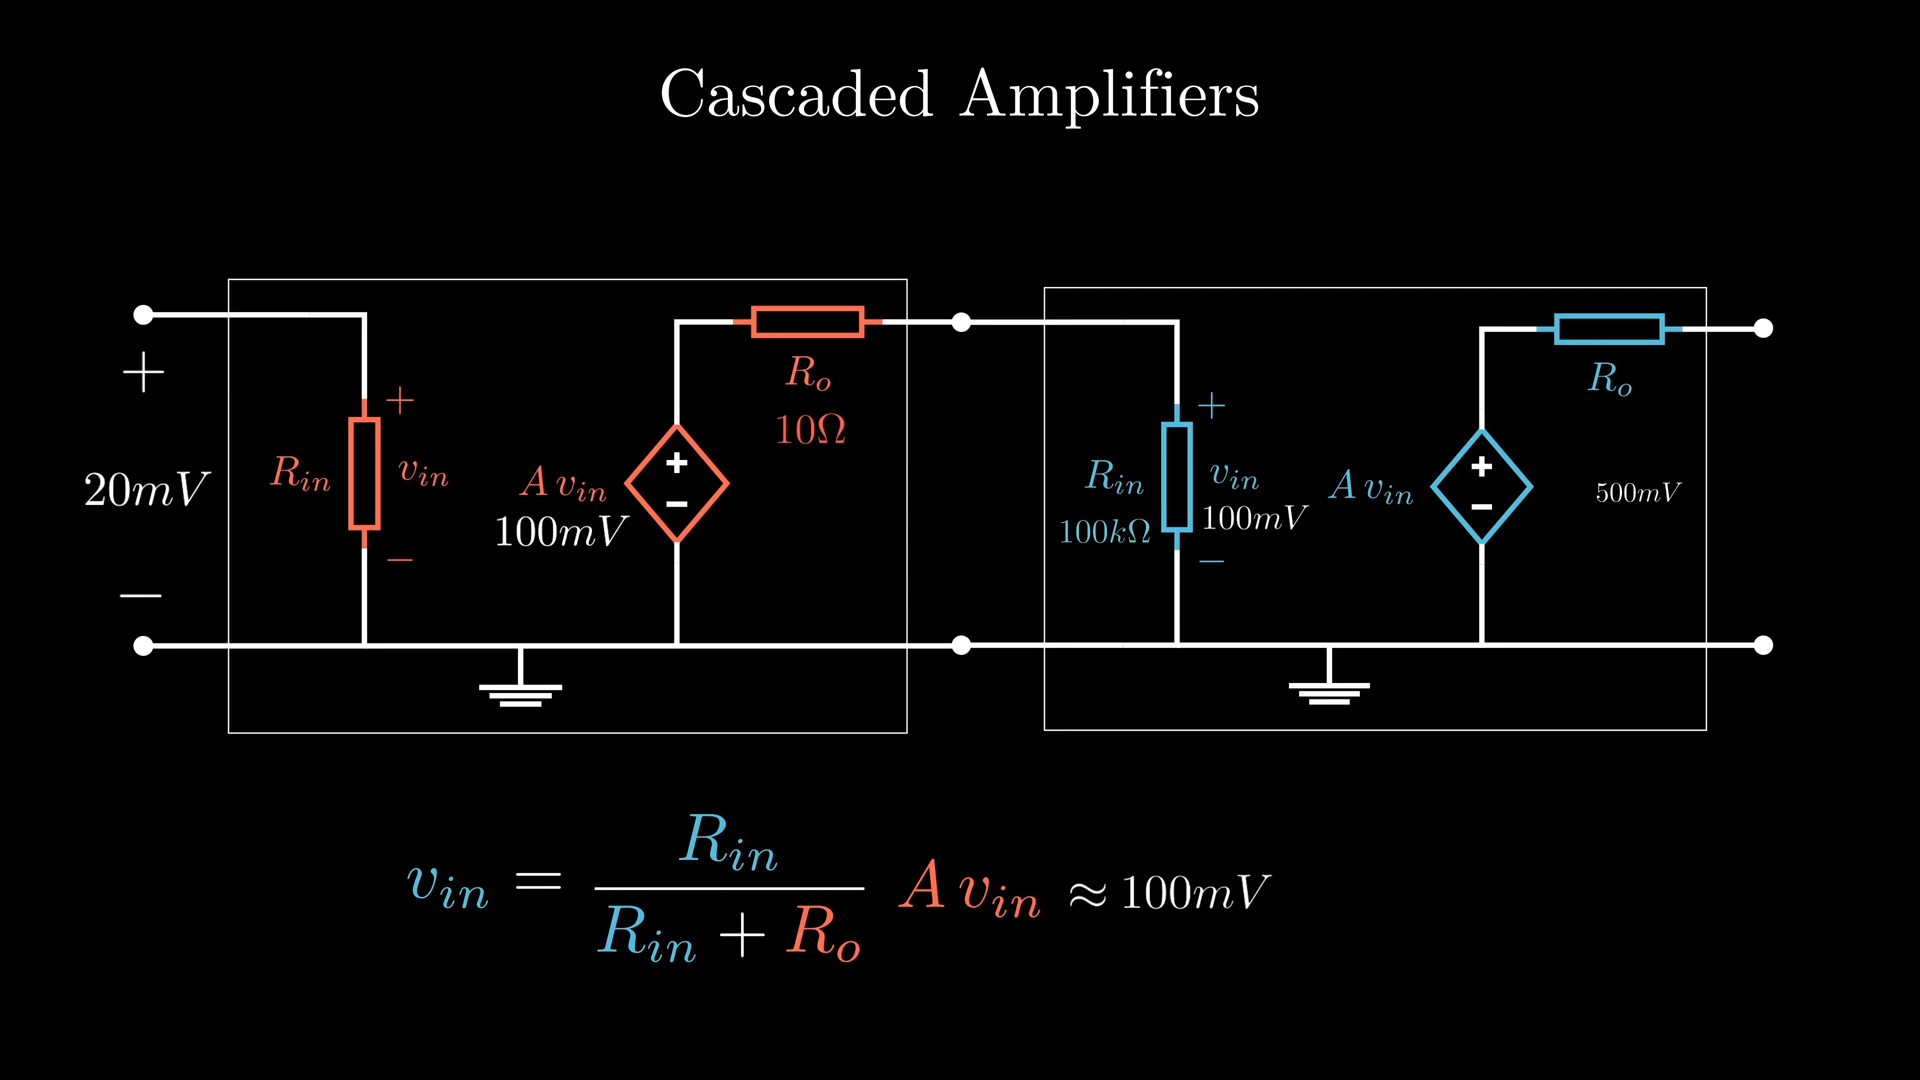 Cascaded Amplifiers
+
20mV
−
R_in
+
v_in
−
A v_in
100mV
+
−
R_o
10Ω
R_in
100kΩ
+
v_in
100mV
−
A v_in
+
−
R_o
500mV
v_in = R_in / (R_in + R_o) A v_in ≈ 100mV